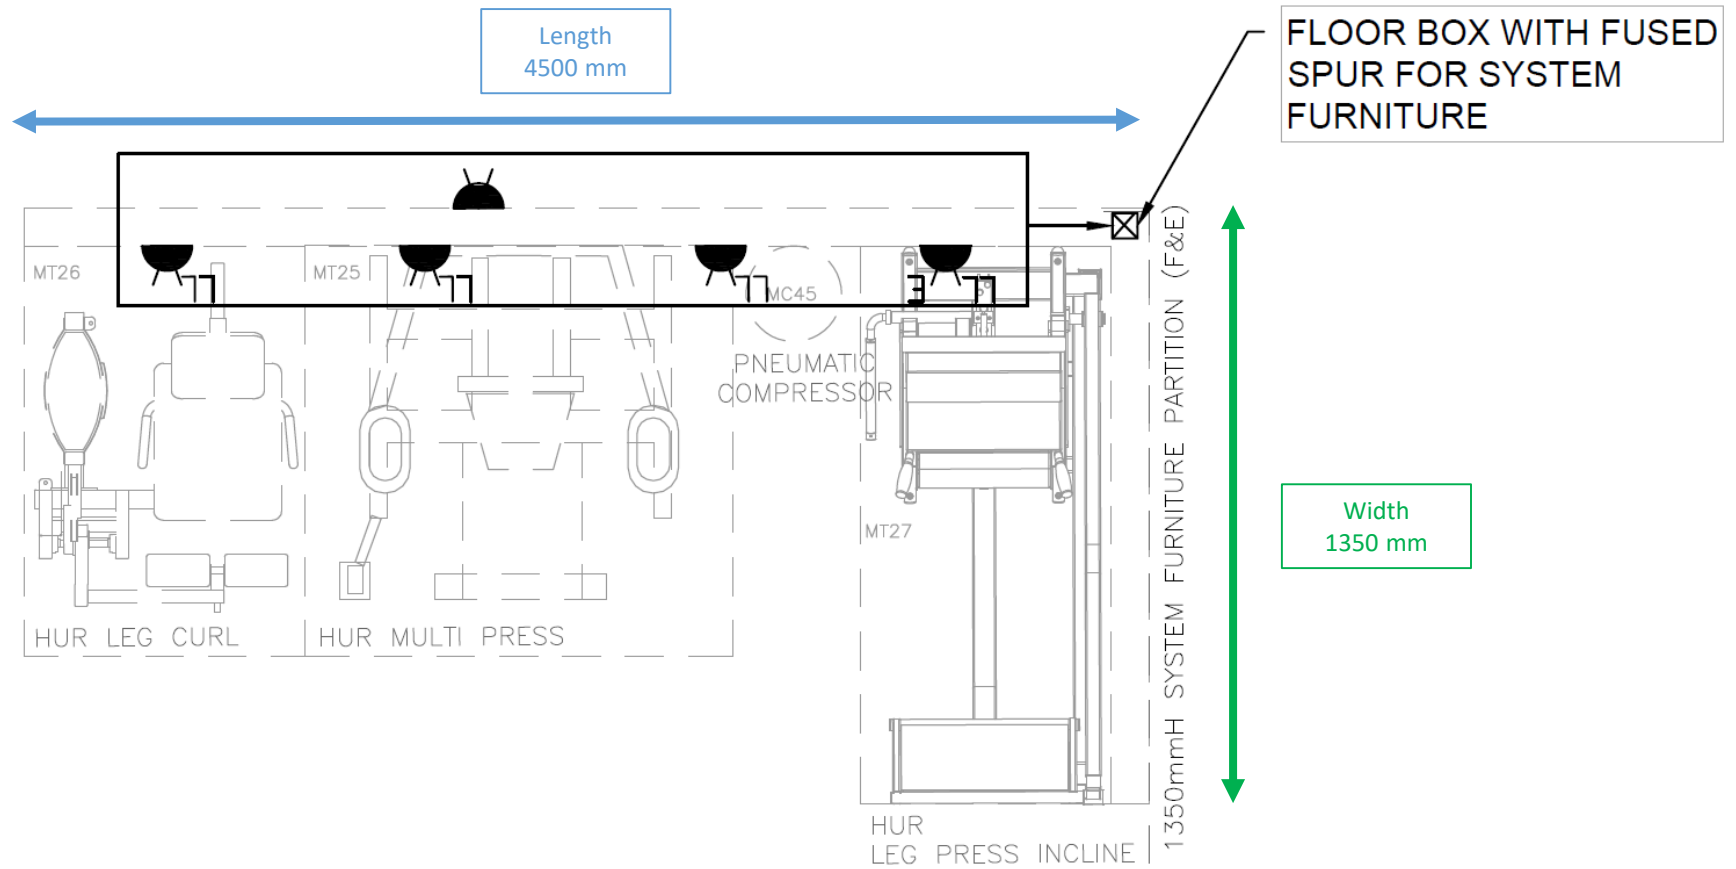 Length
4500 mm
FLOOR BOX WITH FUSED
SPUR FOR SYSTEM
FURNITURE
MT26
MT25
MC45
PNEUMATIC
COMPRESSOR
MT27
1350mmH SYSTEM FURNITURE PARTITION (F&E)
Width
1350 mm
HUR LEG CURL
HUR MULTI PRESS
HUR
LEG PRESS INCLINE